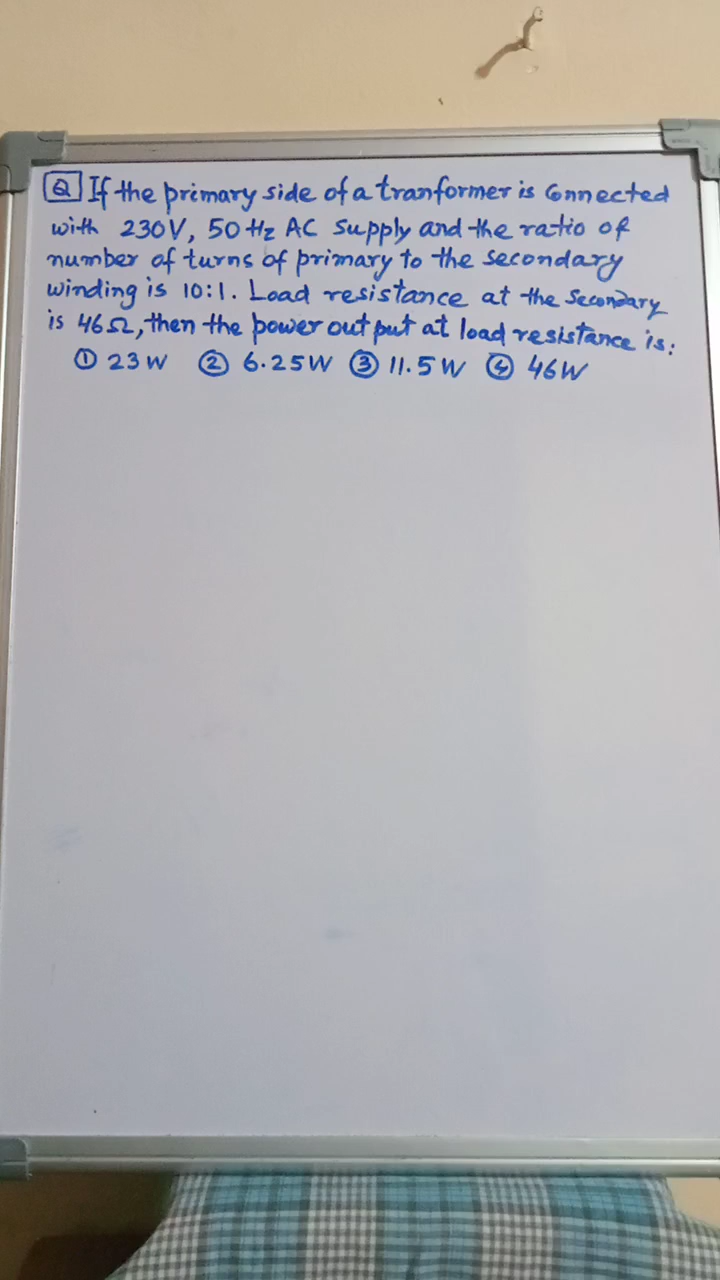 Q If the primary side of a tranformer is Connected
with 230V, 50 Hz AC supply and the ratio of
number of turns of primary to the secondary
winding is 10:1. Load resistance at the Secondary
is 46Ω, then the power out put at load resistance is:
① 23 W ② 6.25W ③ 11.5 W ④ 46W